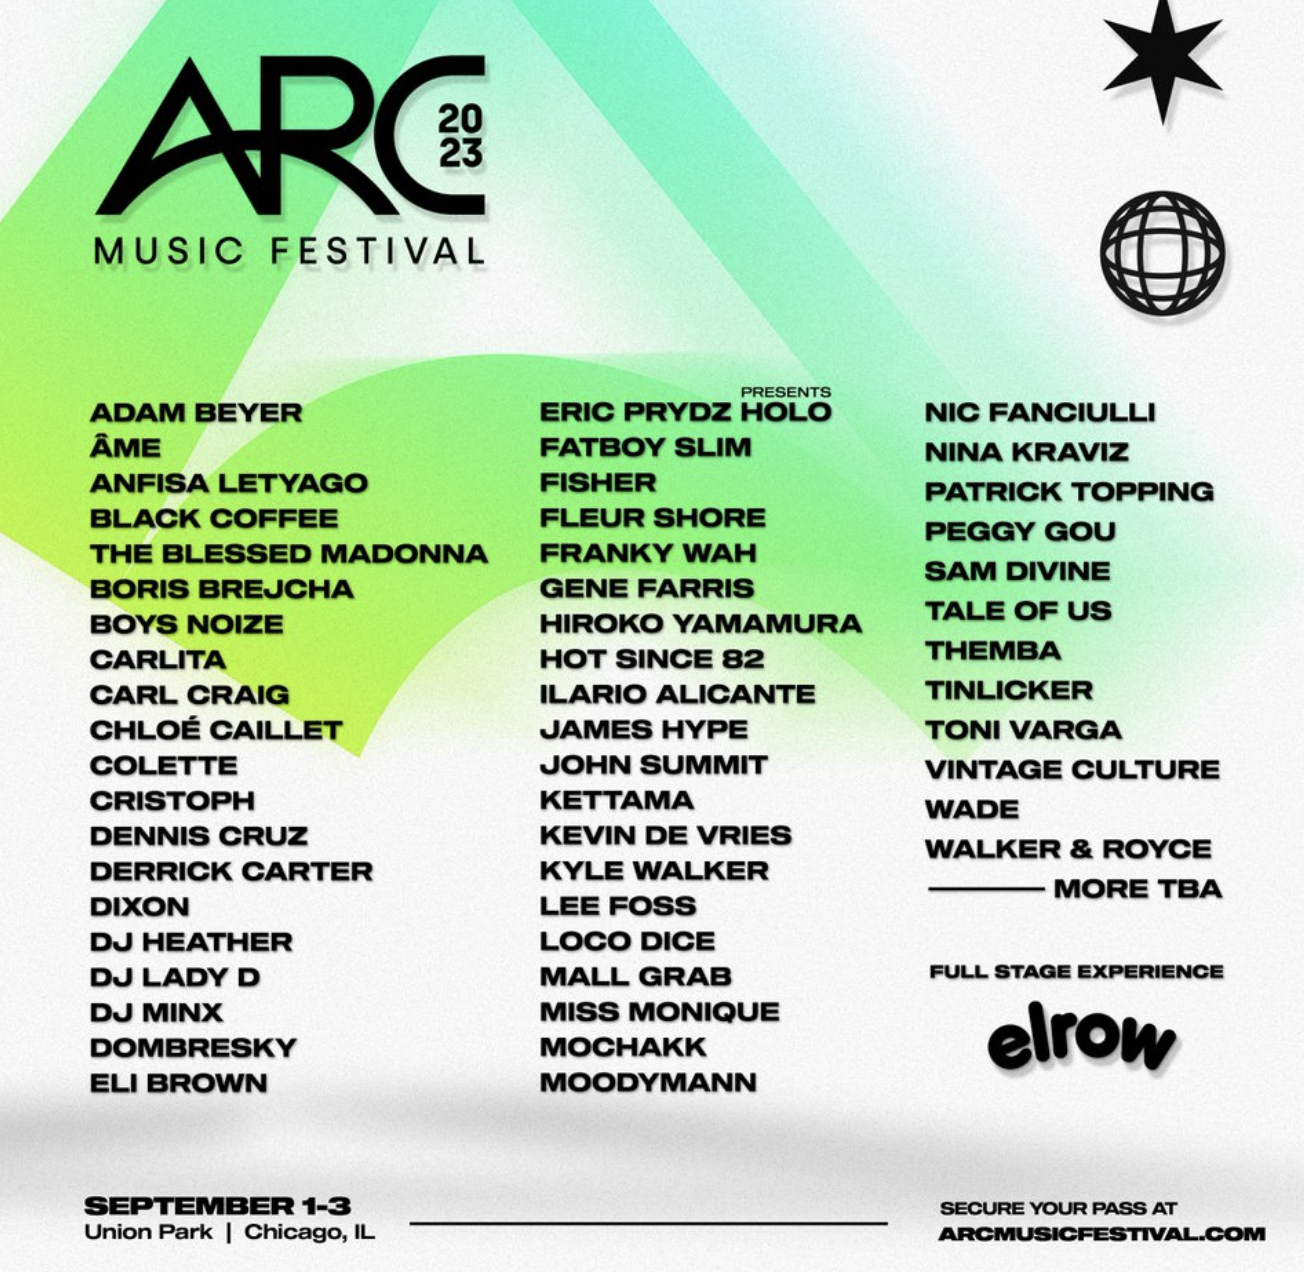 ARC
20
23
MUSIC FESTIVAL
ADAM BEYER
ÂME
ANFISA LETYAGO
BLACK COFFEE
THE BLESSED MADONNA
BORIS BREJCHA
BOYS NOIZE
CARLITA
CARL CRAIG
CHLOÉ CAILLET
COLETTE
CRISTOPH
DENNIS CRUZ
DERRICK CARTER
DIXON
DJ HEATHER
DJ LADY D
DJ MINX
DOMBRESKY
ELI BROWN
PRESENTS
ERIC PRYDZ HOLO
FATBOY SLIM
FISHER
FLEUR SHORE
FRANKY WAH
GENE FARRIS
HIROKO YAMAMURA
HOT SINCE 82
ILARIO ALICANTE
JAMES HYPE
JOHN SUMMIT
KETTAMA
KEVIN DE VRIES
KYLE WALKER
LEE FOSS
LOCO DICE
MALL GRAB
MISS MONIQUE
MOCHAKK
MOODYMANN
NIC FANCIULLI
NINA KRAVIZ
PATRICK TOPPING
PEGGY GOU
SAM DIVINE
TALE OF US
THEMBA
TINLICKER
TONI VARGA
VINTAGE CULTURE
WADE
WALKER & ROYCE
MORE TBA
FULL STAGE EXPERIENCE
elrow
SEPTEMBER 1-3
Union Park | Chicago, IL
SECURE YOUR PASS AT
ARCMUSICFESTIVAL.COM